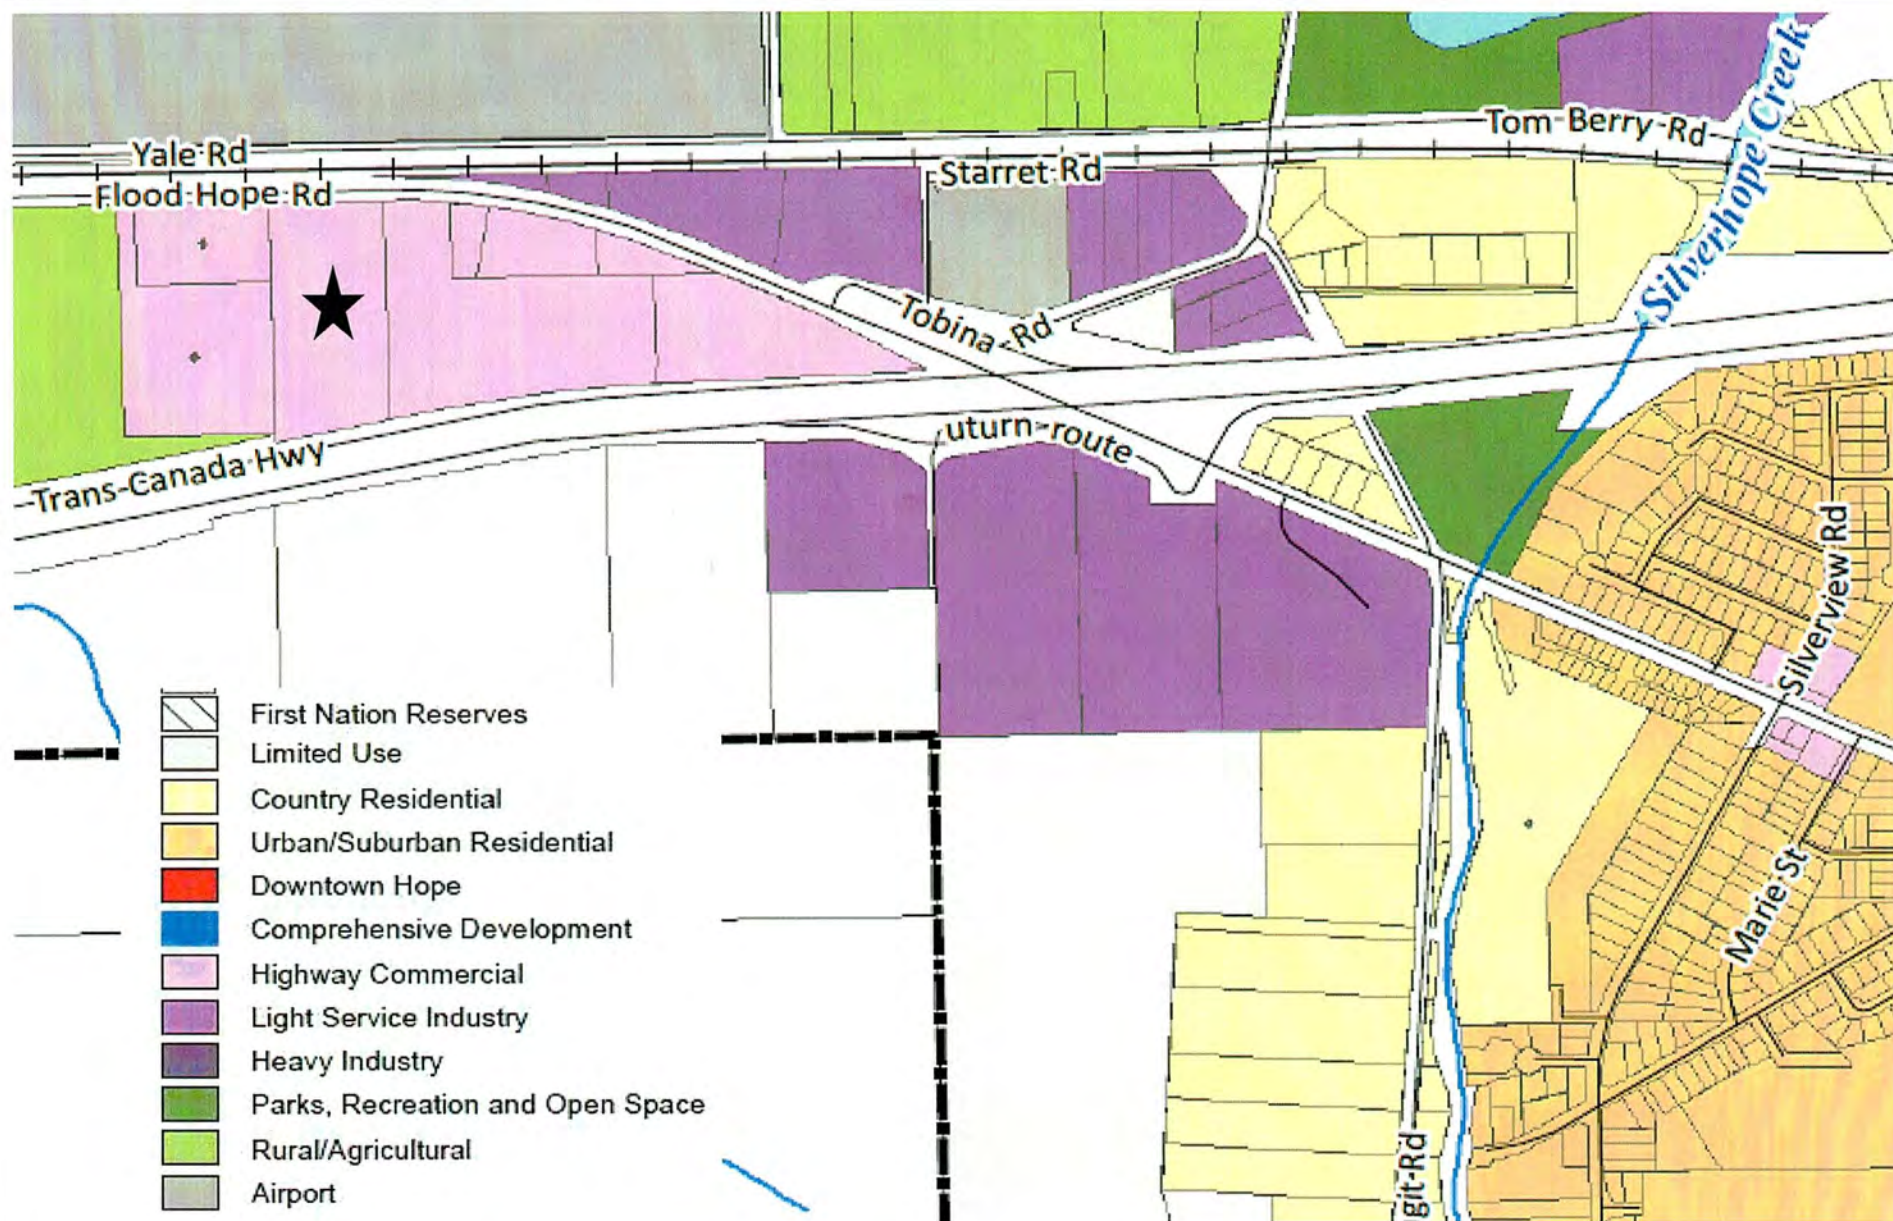 Yale Rd
Flood Hope Rd
Starret Rd
Tom Berry Rd
Silverhope Creek
Tobina Rd
uturn route
Trans-Canada Hwy
Silverview Rd
Marie St
git Rd
First Nation Reserves
Limited Use
Country Residential
Urban/Suburban Residential
Downtown Hope
Comprehensive Development
Highway Commercial
Light Service Industry
Heavy Industry
Parks, Recreation and Open Space
Rural/Agricultural
Airport